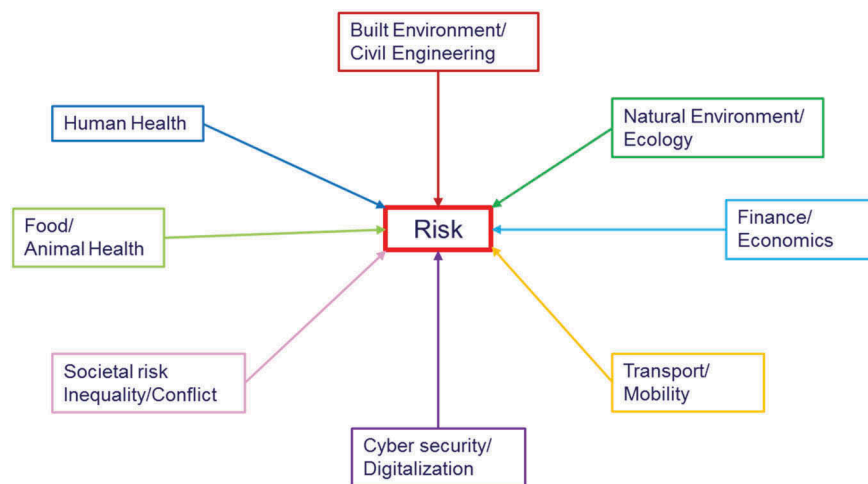 Built Environment/
Civil Engineering
Human Health
Natural Environment/
Ecology
Food/
Animal Health
Risk
Finance/
Economics
Societal risk
Inequality/Conflict
Transport/
Mobility
Cyber security/
Digitalization